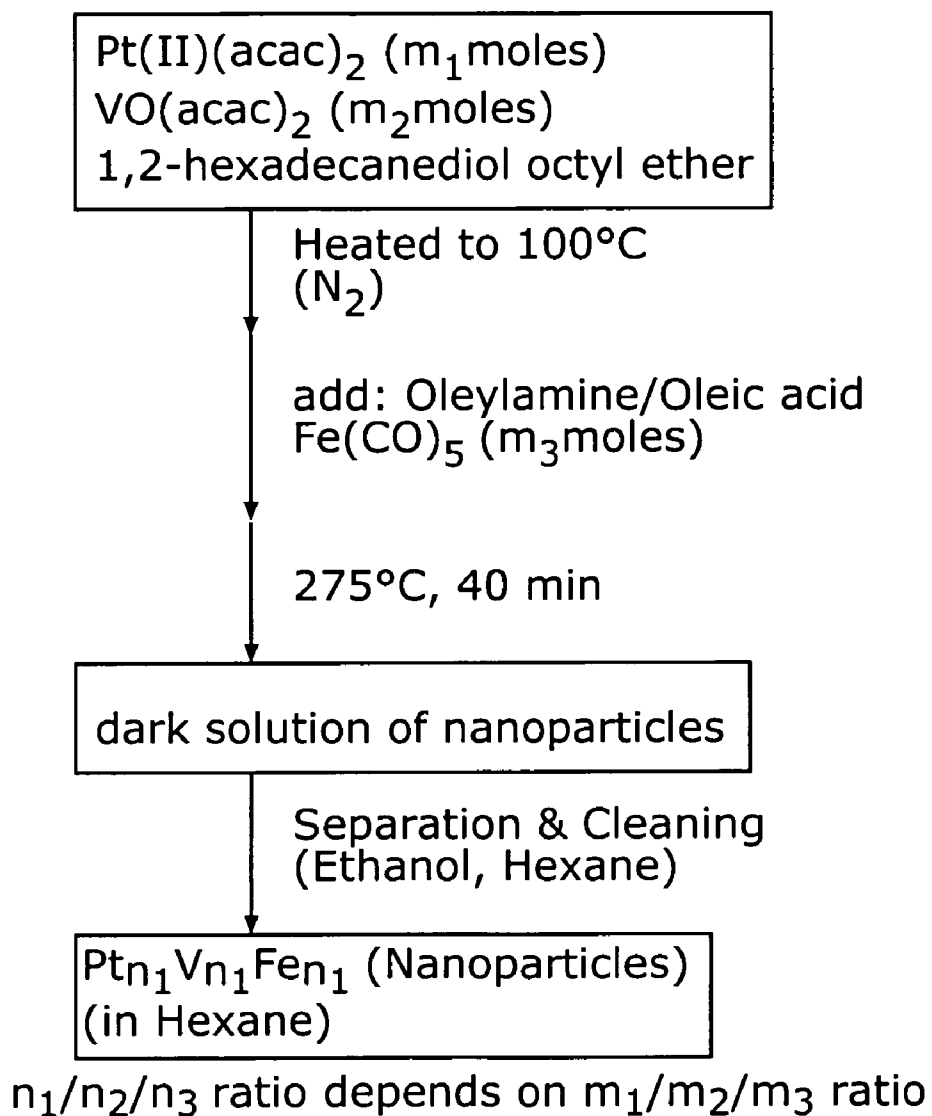 Pt(II)(acac)₂ (m₁moles)
VO(acac)₂ (m₂moles)
1,2-hexadecanediol octyl ether
Heated to 100°C
(N₂)
add: Oleylamine/Oleic acid
Fe(CO)₅ (m₃moles)
275°C, 40 min
dark solution of nanoparticles
Separation & Cleaning
(Ethanol, Hexane)
Ptn₁Vn₁Fen₁ (Nanoparticles)
(in Hexane)
n₁/n₂/n₃ ratio depends on m₁/m₂/m₃ ratio